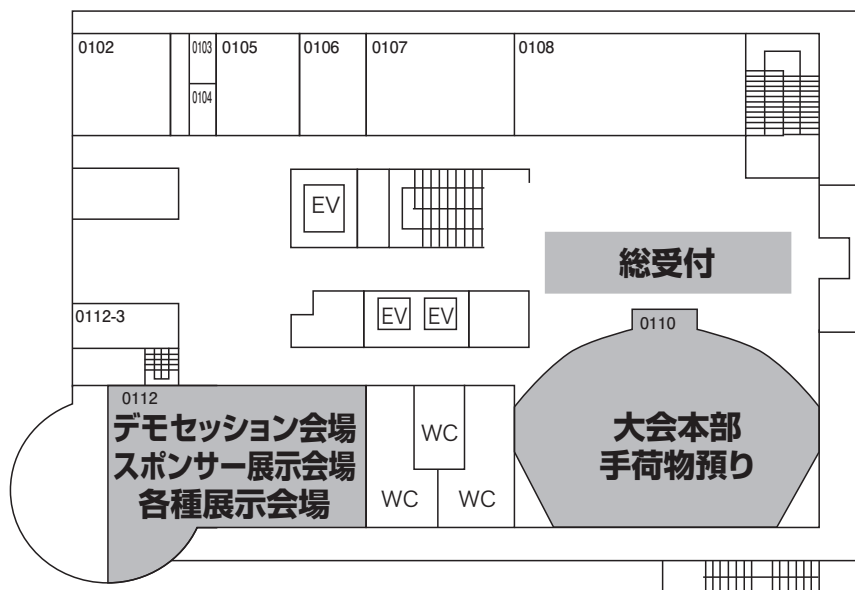 0102
0103
0104
0105
0106
0107
0108
EV
総受付
0112-3
EV
EV
0110
0112
デモセッション会場
スポンサー展示会場
各種展示会場
WC
WC
WC
大会本部
手荷物預り